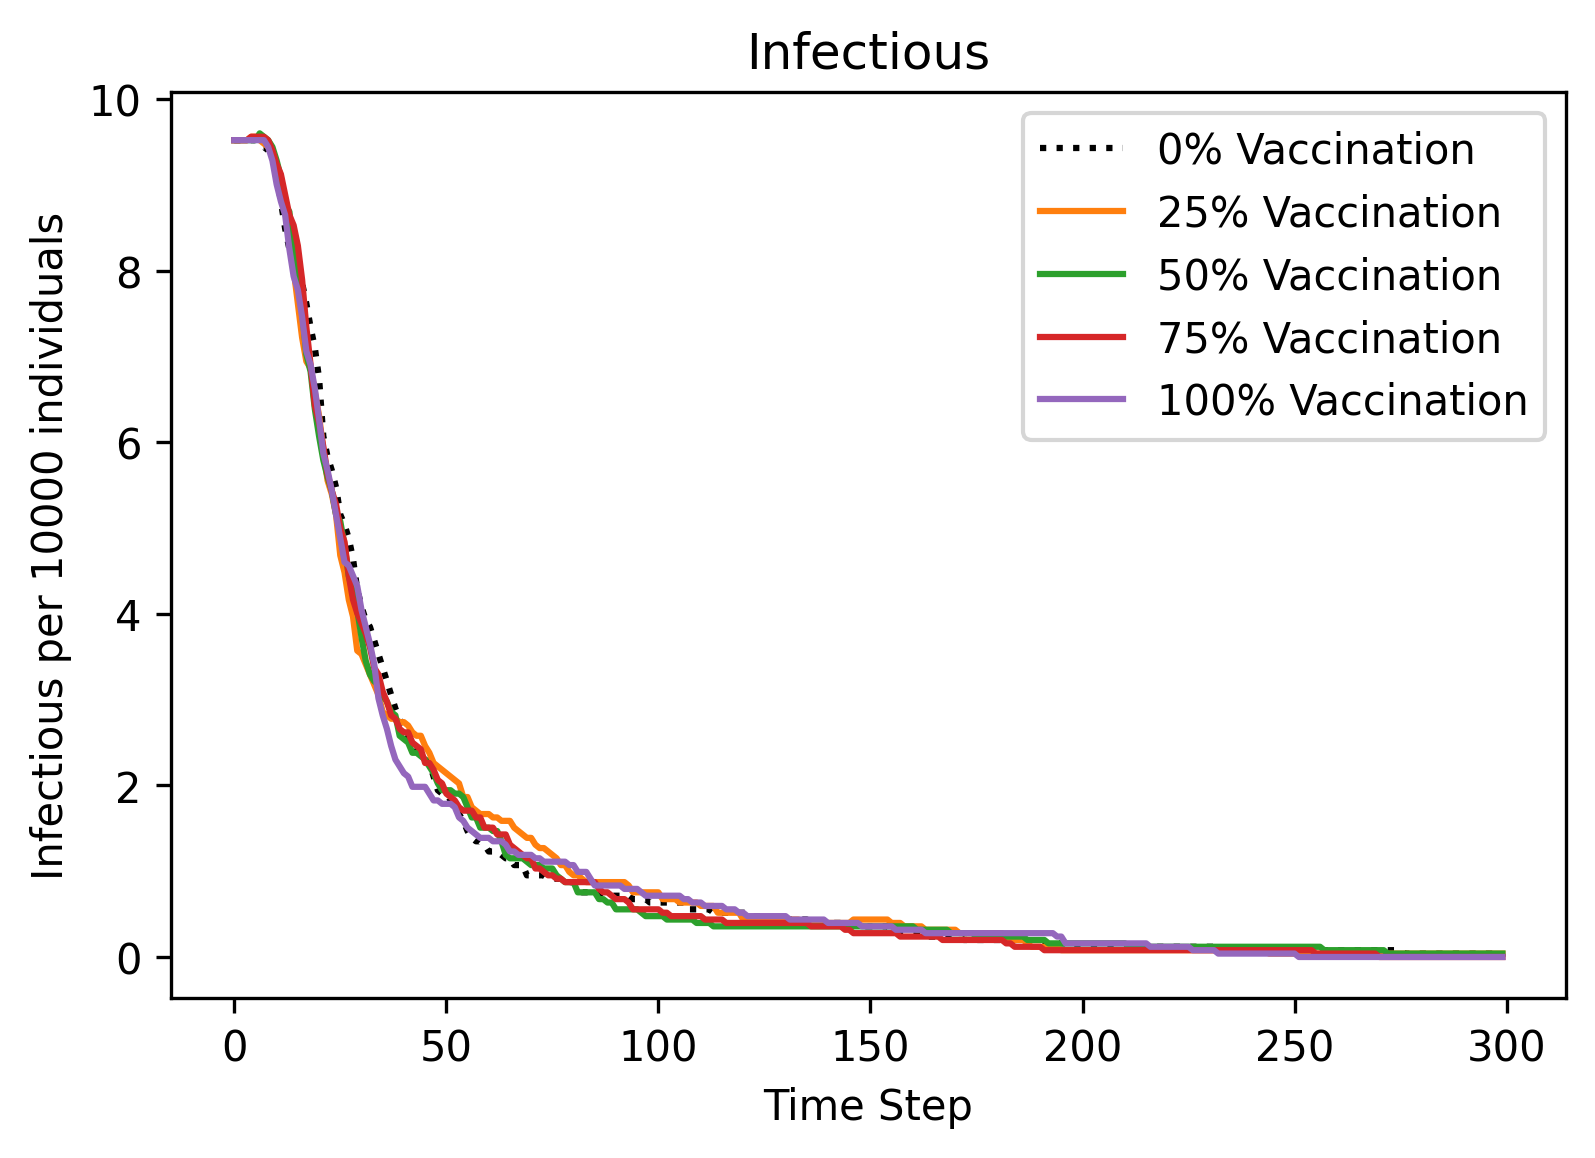 Infectious
Infectious per 10000 individuals
10
8
6
4
2
0
0% Vaccination
25% Vaccination
50% Vaccination
75% Vaccination
100% Vaccination
0 50 100 150 200 250 300
Time Step